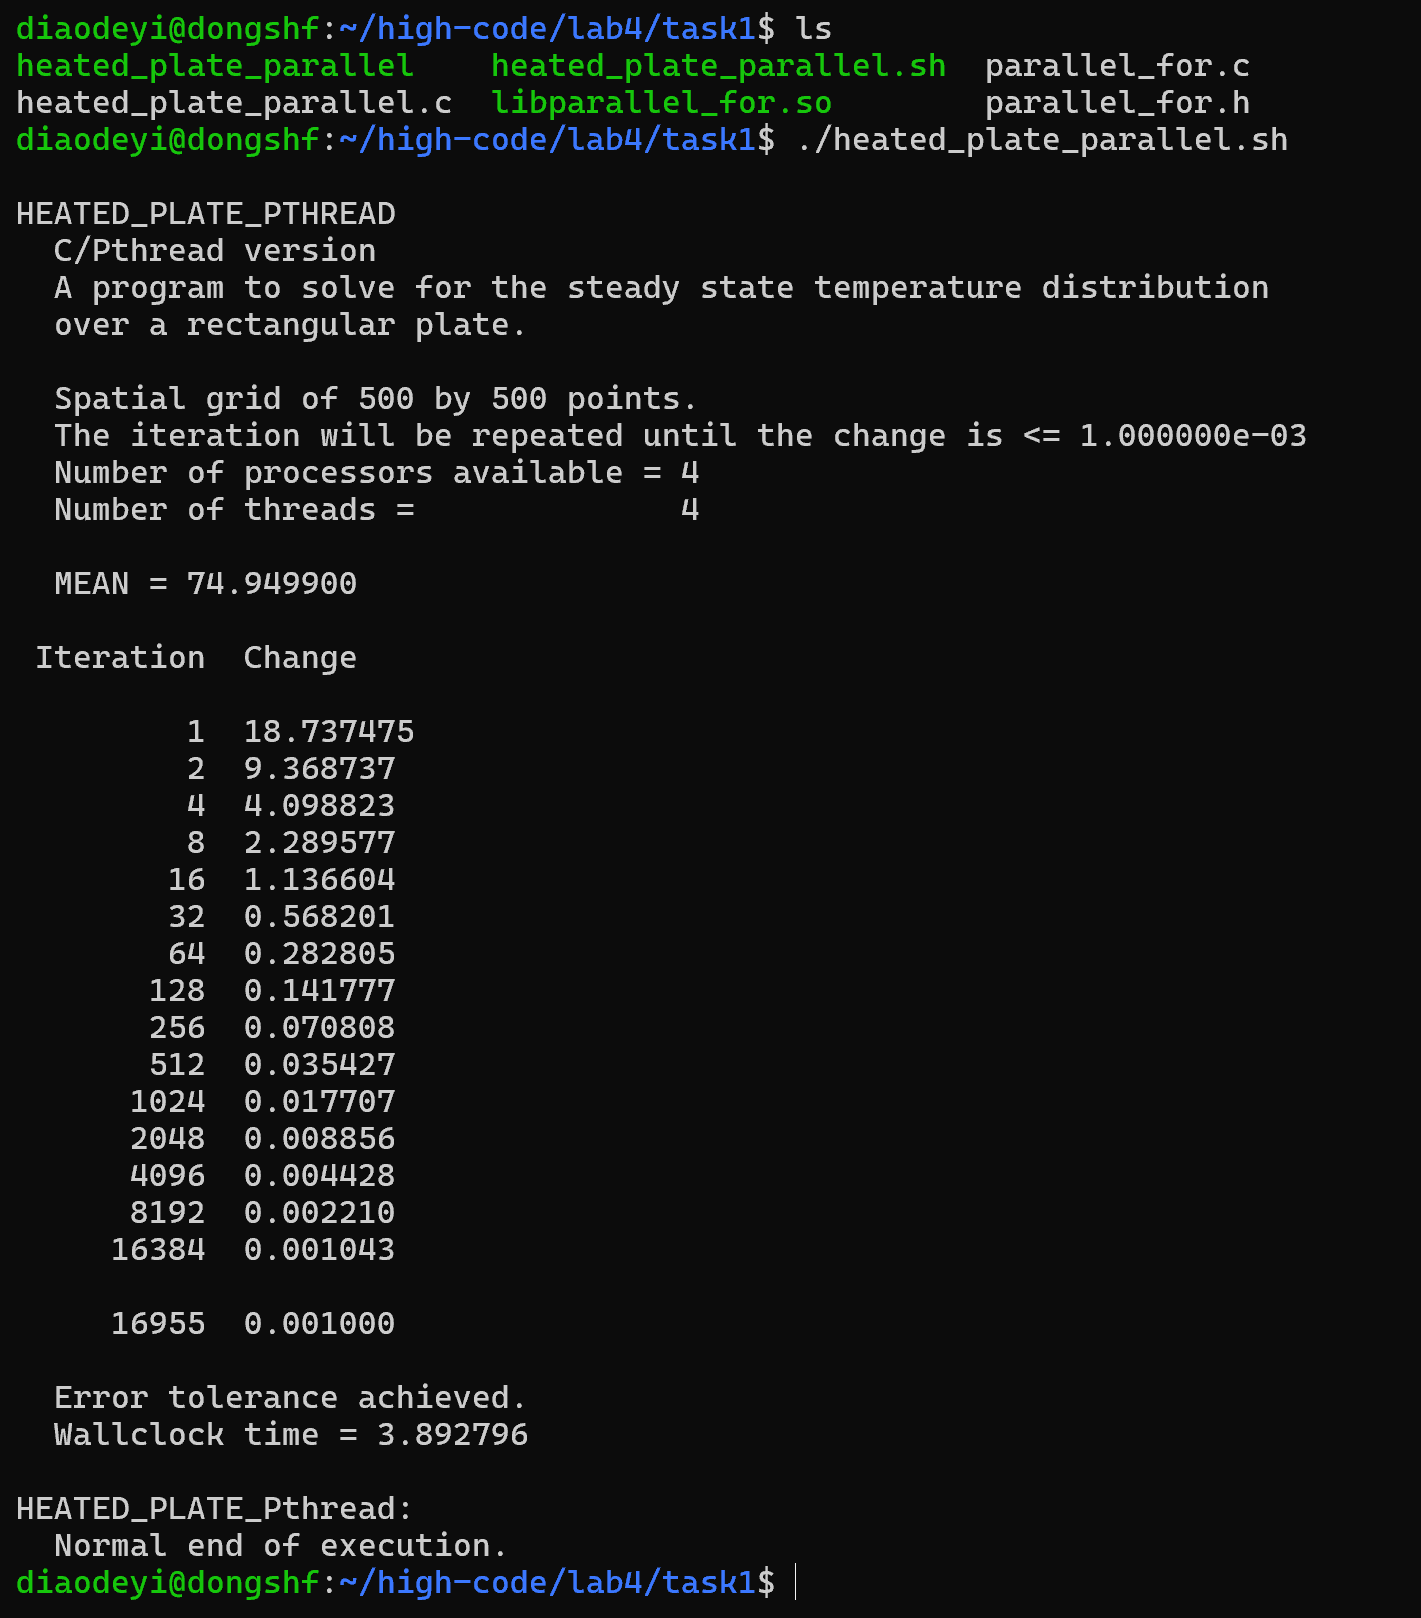 diaodeyi@dongshf:~/high-code/lab4/task1$ ls
heated_plate_parallel    heated_plate_parallel.sh  parallel_for.c
heated_plate_parallel.c  libparallel_for.so        parallel_for.h
diaodeyi@dongshf:~/high-code/lab4/task1$ ./heated_plate_parallel.sh

HEATED_PLATE_PTHREAD
  C/Pthread version
  A program to solve for the steady state temperature distribution
  over a rectangular plate.

  Spatial grid of 500 by 500 points.
  The iteration will be repeated until the change is <= 1.000000e-03
  Number of processors available = 4
  Number of threads =              4

  MEAN = 74.949900

 Iteration  Change

         1  18.737475
         2  9.368737
         4  4.098823
         8  2.289577
        16  1.136604
        32  0.568201
        64  0.282805
       128  0.141777
       256  0.070808
       512  0.035427
      1024  0.017707
      2048  0.008856
      4096  0.004428
      8192  0.002210
     16384  0.001043

     16955  0.001000

  Error tolerance achieved.
  Wallclock time = 3.892796

HEATED_PLATE_Pthread:
  Normal end of execution.
diaodeyi@dongshf:~/high-code/lab4/task1$